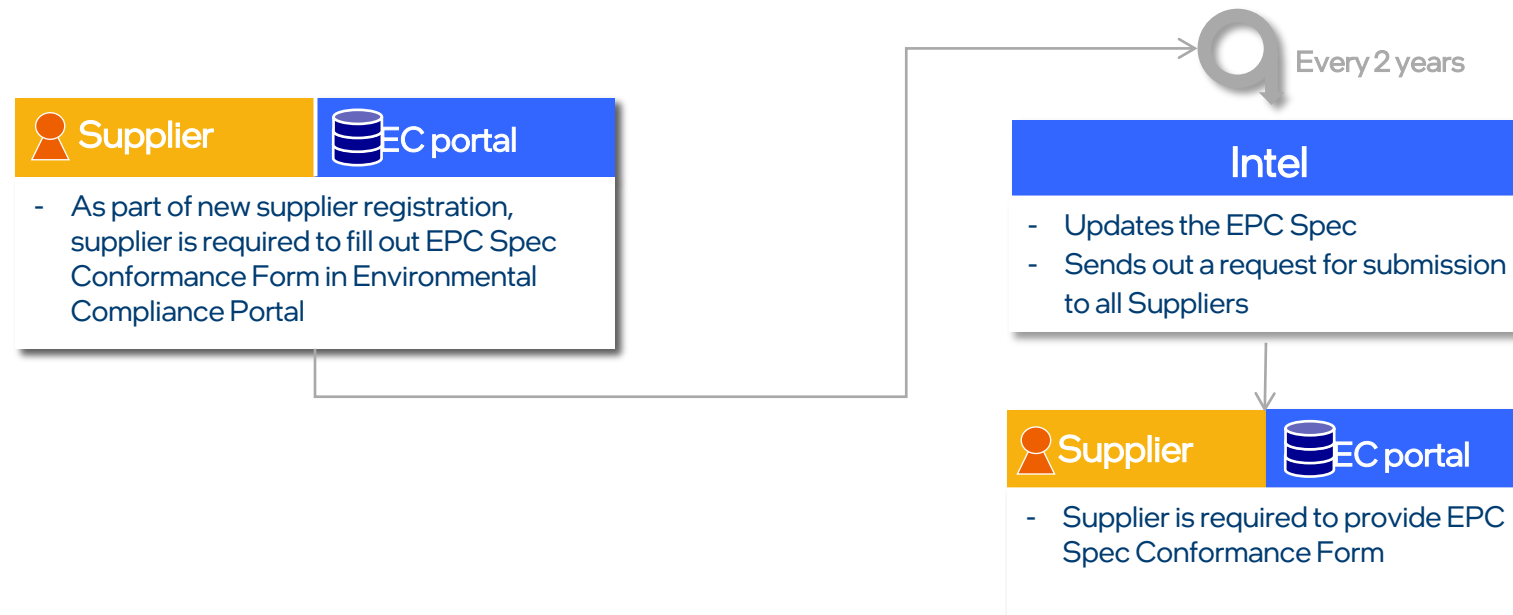 Supplier
EC portal
- As part of new supplier registration,
supplier is required to fill out EPC Spec
Conformance Form in Environmental
Compliance Portal
Every 2 years
Intel
- Updates the EPC Spec
- Sends out a request for submission
to all Suppliers
Supplier
EC portal
- Supplier is required to provide EPC
Spec Conformance Form